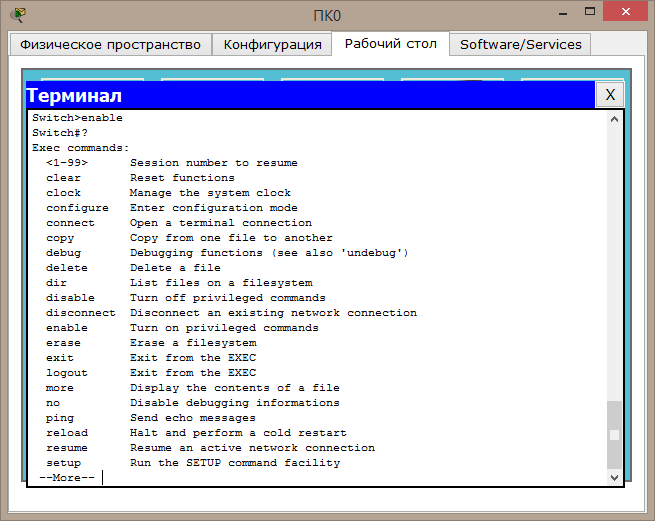 ПК0
Физическое пространство Конфигурация Рабочий стол Software/Services
Терминал X
Switch>enable
Switch#?
Exec commands:
  <1-99>      Session number to resume
  clear       Reset functions
  clock       Manage the system clock
  configure   Enter configuration mode
  connect     Open a terminal connection
  copy        Copy from one file to another
  debug       Debugging functions (see also 'undebug')
  delete      Delete a file
  dir         List files on a filesystem
  disable     Turn off privileged commands
  disconnect  Disconnect an existing network connection
  enable      Turn on privileged commands
  erase       Erase a filesystem
  exit        Exit from the EXEC
  logout      Exit from the EXEC
  more        Display the contents of a file
  no          Disable debugging informations
  ping        Send echo messages
  reload      Halt and perform a cold restart
  resume      Resume an active network connection
  setup       Run the SETUP command facility
 --More--